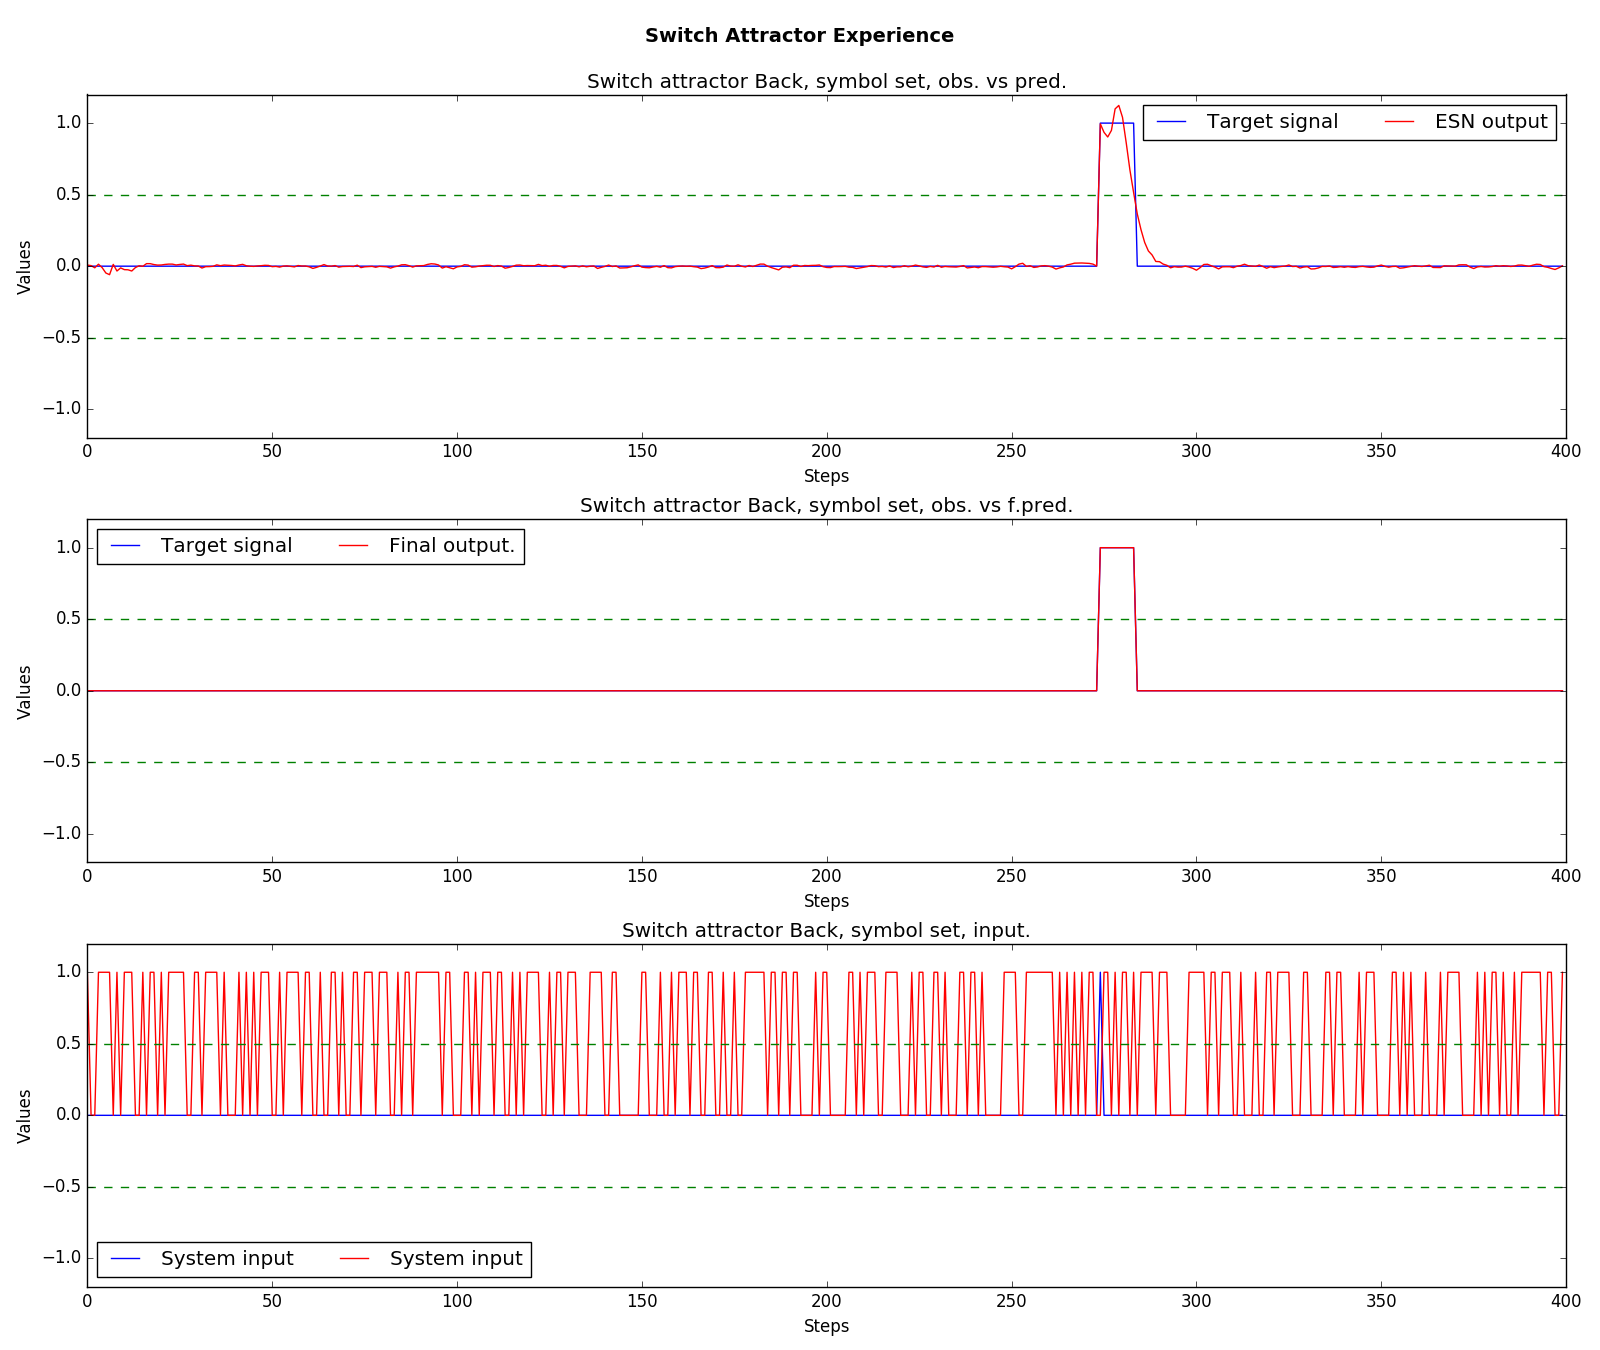 Switch Attractor Experience
Switch attractor Back, symbol set, obs. vs pred.
Target signal ESN output
1.0
0.5
0.0
−0.5
−1.0
Values
0 50 100 150 200 250 300 350 400
Steps
Switch attractor Back, symbol set, obs. vs f.pred.
Target signal Final output.
1.0
0.5
0.0
−0.5
−1.0
Values
0 50 100 150 200 250 300 350 400
Steps
Switch attractor Back, symbol set, input.
1.0
0.5
0.0
−0.5
−1.0
Values
System input System input
0 50 100 150 200 250 300 350 400
Steps